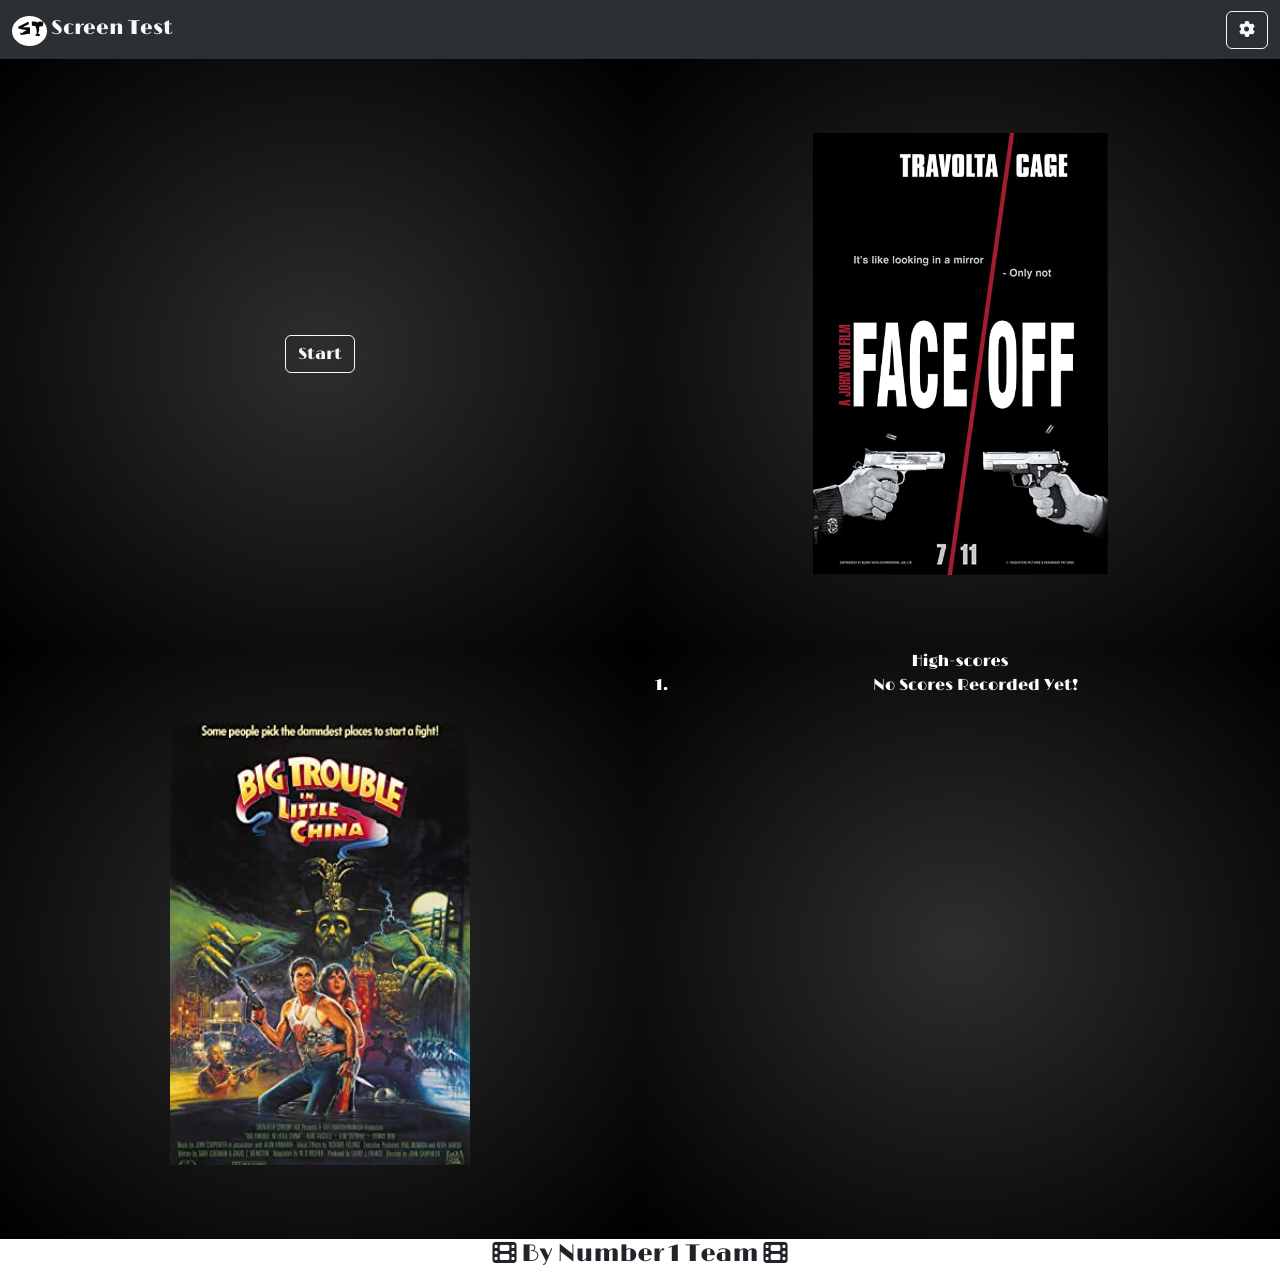 ST Screen Test
Start
TRAVOLTA CAGE
It's like looking in a mirror
- Only not
A JOHN WOO FILM
FACE OFF
7 11
High-scores
1. No Scores Recorded Yet!
Some people pick the damndest places to start a fight!
BIG TROUBLE
IN
LITTLE
CHINA
By Number 1 Team